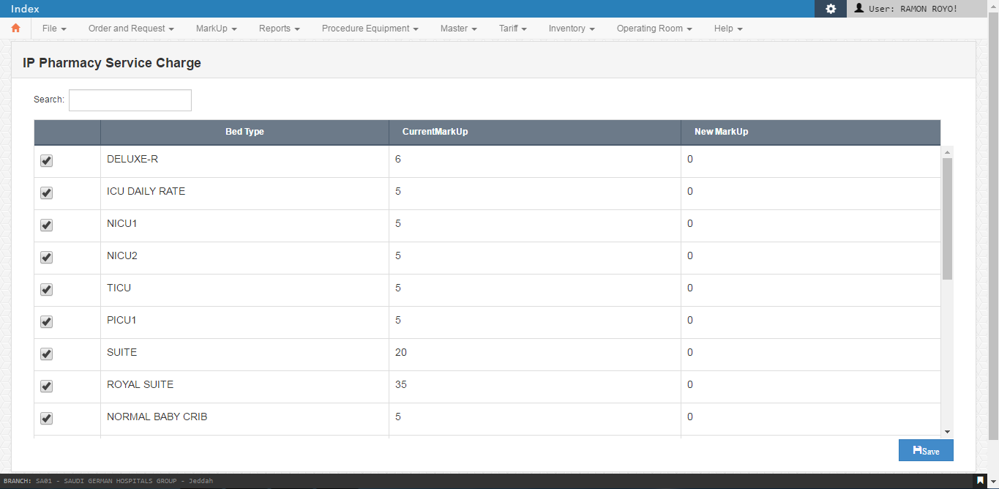 Index User: RAMON ROYO!
File Order and Request MarkUp Reports Procedure Equipment Master Tariff Inventory Operating Room Help
IP Pharmacy Service Charge
Search:
Bed Type CurrentMarkUp New MarkUp
DELUXE-R 6 0
ICU DAILY RATE 5 0
NICU1 5 0
NICU2 5 0
TICU 5 0
PICU1 5 0
SUITE 20 0
ROYAL SUITE 35 0
NORMAL BABY CRIB 5 0
Save
BRANCH: SA01 - SAUDI GERMAN HOSPITALS GROUP - Jeddah